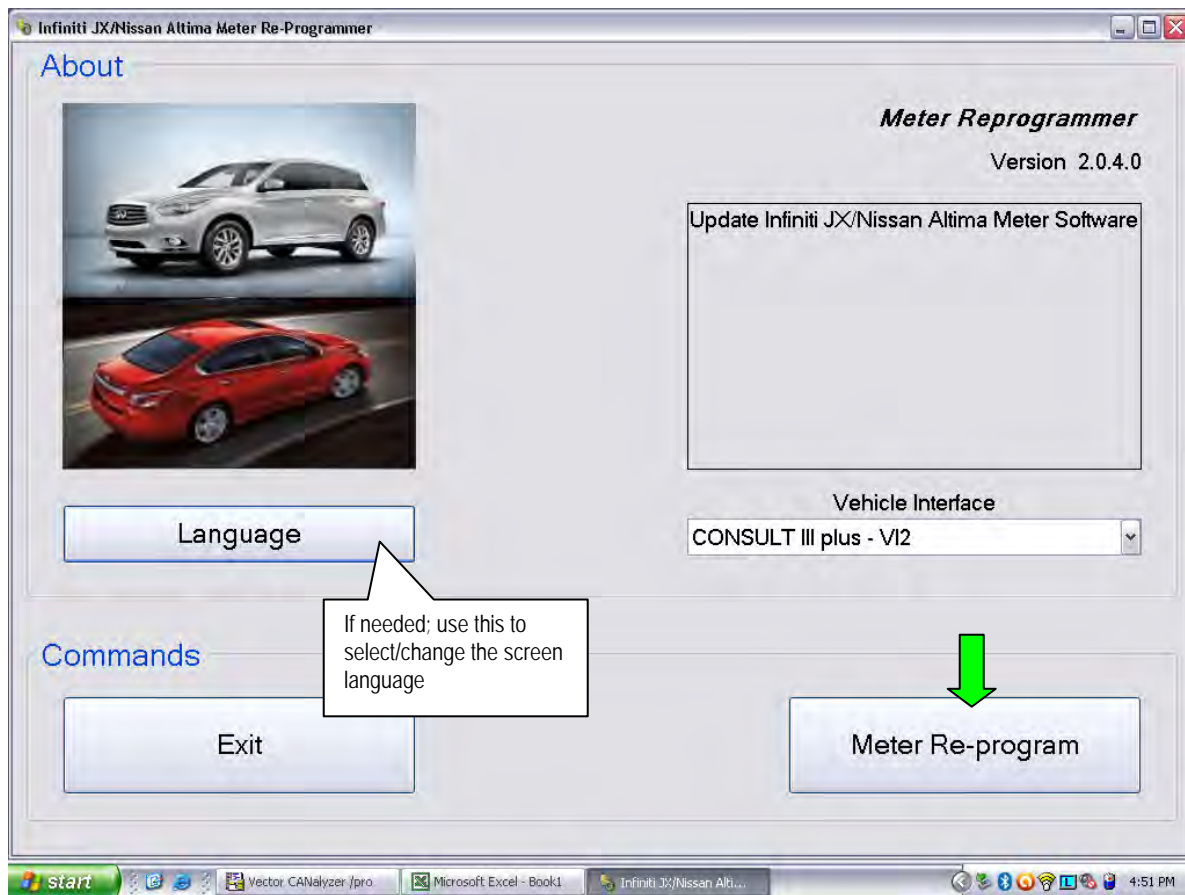 Infiniti JX/Nissan Altima Meter Re-Programmer
About
Meter Reprogrammer
Version 2.0.4.0
Update Infiniti JX/Nissan Altima Meter Software
Language
Vehicle Interface
CONSULT III plus - VI2
If needed; use this to
select/change the screen
language
Commands
Exit
Meter Re-program
start
Vector CANalyzer /pro
Microsoft Excel - Book1
Infiniti JX/Nissan Alti...
4:51 PM